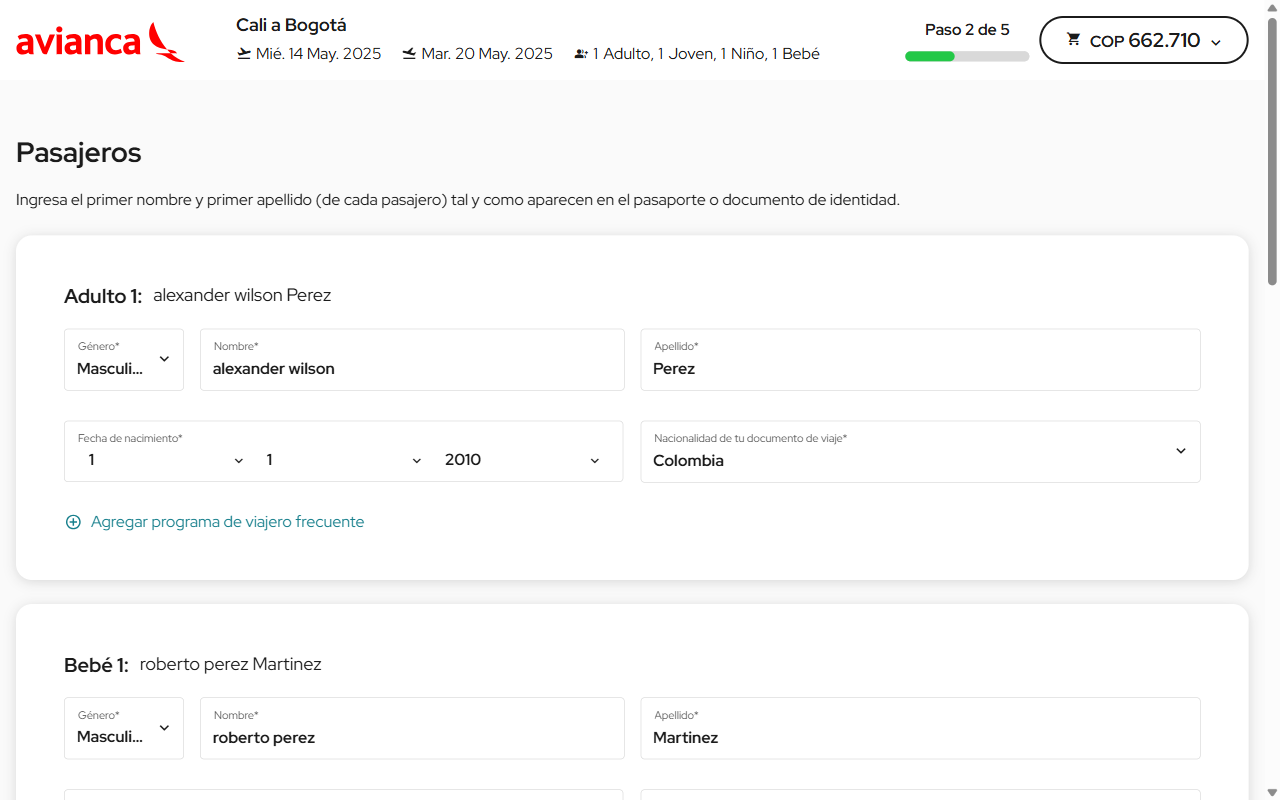 avianca
Cali a Bogotá
Mié. 14 May. 2025 Mar. 20 May. 2025 1 Adulto, 1 Joven, 1 Niño, 1 Bebé
Paso 2 de 5
COP 662.710
Pasajeros
Ingresa el primer nombre y primer apellido (de cada pasajero) tal y como aparecen en el pasaporte o documento de identidad.
Adulto 1: alexander wilson Perez
Género* Nombre* Apellido*
Masculi... alexander wilson Perez
Fecha de nacimiento* Nacionalidad de tu documento de viaje*
1 1 2010 Colombia
Agregar programa de viajero frecuente
Bebé 1: roberto perez Martinez
Género* Nombre* Apellido*
Masculi... roberto perez Martinez